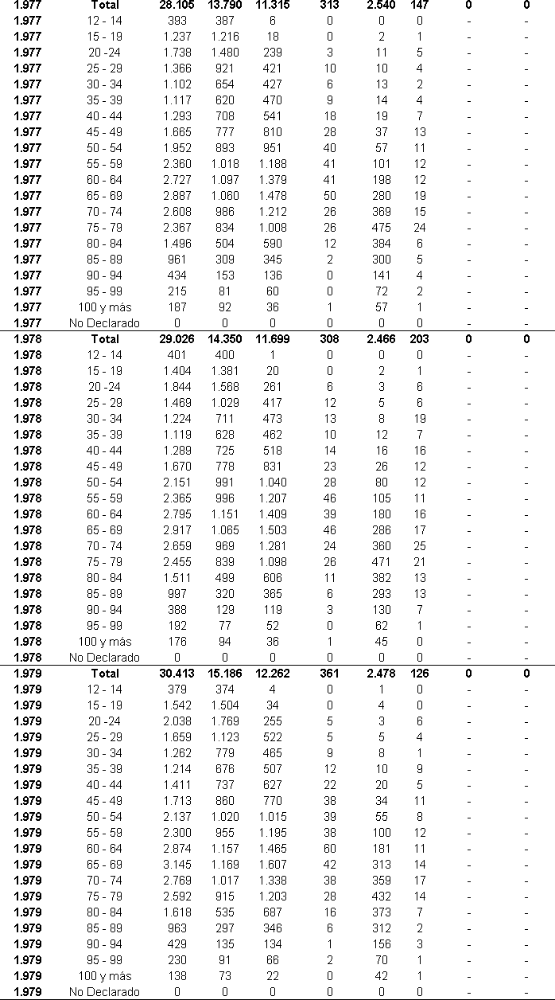 1.977 Total 28.105 13.790 11.315 313 2.540 147 0 0
1.977 12 - 14 393 387 6 0 0 0 - -
1.977 15 - 19 1.237 1.216 18 0 2 1 - -
1.977 20 -24 1.738 1.480 239 3 11 5 - -
1.977 25 - 29 1.366 921 421 10 10 4 - -
1.977 30 - 34 1.102 654 427 6 13 2 - -
1.977 35 - 39 1.117 620 470 9 14 4 - -
1.977 40 - 44 1.293 708 541 18 19 7 - -
1.977 45 - 49 1.665 777 810 28 37 13 - -
1.977 50 - 54 1.952 893 951 40 57 11 - -
1.977 55 - 59 2.360 1.018 1.188 41 101 12 - -
1.977 60 - 64 2.727 1.097 1.379 41 198 12 - -
1.977 65 - 69 2.887 1.060 1.478 50 280 19 - -
1.977 70 - 74 2.608 986 1.212 26 369 15 - -
1.977 75 - 79 2.367 834 1.008 26 475 24 - -
1.977 80 - 84 1.496 504 590 12 384 6 - -
1.977 85 - 89 961 309 345 2 300 5 - -
1.977 90 - 94 434 153 136 0 141 4 - -
1.977 95 - 99 215 81 60 0 72 2 - -
1.977 100 y más 187 92 36 1 57 1 - -
1.977 No Declarado 0 0 0 0 0 0 - -
1.978 Total 29.026 14.350 11.699 308 2.466 203 0 0
1.978 12 - 14 401 400 1 0 0 0 - -
1.978 15 - 19 1.404 1.381 20 0 2 1 - -
1.978 20 -24 1.844 1.568 261 6 3 6 - -
1.978 25 - 29 1.469 1.029 417 12 5 6 - -
1.978 30 - 34 1.224 711 473 13 8 19 - -
1.978 35 - 39 1.119 628 462 10 12 7 - -
1.978 40 - 44 1.289 725 518 14 16 16 - -
1.978 45 - 49 1.670 778 831 23 26 12 - -
1.978 50 - 54 2.151 991 1.040 28 80 12 - -
1.978 55 - 59 2.365 996 1.207 46 105 11 - -
1.978 60 - 64 2.795 1.151 1.409 39 180 16 - -
1.978 65 - 69 2.917 1.065 1.503 46 286 17 - -
1.978 70 - 74 2.659 969 1.281 24 360 25 - -
1.978 75 - 79 2.455 839 1.098 26 471 21 - -
1.978 80 - 84 1.511 499 606 11 382 13 - -
1.978 85 - 89 997 320 365 6 293 13 - -
1.978 90 - 94 388 129 119 3 130 7 - -
1.978 95 - 99 192 77 52 0 62 1 - -
1.978 100 y más 176 94 36 1 45 0 - -
1.978 No Declarado 0 0 0 0 0 0 - -
1.979 Total 30.413 15.186 12.262 361 2.478 126 0 0
1.979 12 - 14 379 374 4 0 1 0 - -
1.979 15 - 19 1.542 1.504 34 0 4 0 - -
1.979 20 -24 2.038 1.769 255 5 3 6 - -
1.979 25 - 29 1.659 1.123 522 5 5 4 - -
1.979 30 - 34 1.262 779 465 9 8 1 - -
1.979 35 - 39 1.214 676 507 12 10 9 - -
1.979 40 - 44 1.411 737 627 22 20 5 - -
1.979 45 - 49 1.713 860 770 38 34 11 - -
1.979 50 - 54 2.137 1.020 1.015 39 55 8 - -
1.979 55 - 59 2.300 955 1.195 38 100 12 - -
1.979 60 - 64 2.874 1.157 1.465 60 181 11 - -
1.979 65 - 69 3.145 1.169 1.607 42 313 14 - -
1.979 70 - 74 2.769 1.017 1.338 38 359 17 - -
1.979 75 - 79 2.592 915 1.203 28 432 14 - -
1.979 80 - 84 1.618 535 687 16 373 7 - -
1.979 85 - 89 963 297 346 6 312 2 - -
1.979 90 - 94 429 135 134 1 156 3 - -
1.979 95 - 99 230 91 66 2 70 1 - -
1.979 100 y más 138 73 22 0 42 1 - -
1.979 No Declarado 0 0 0 0 0 0 - -